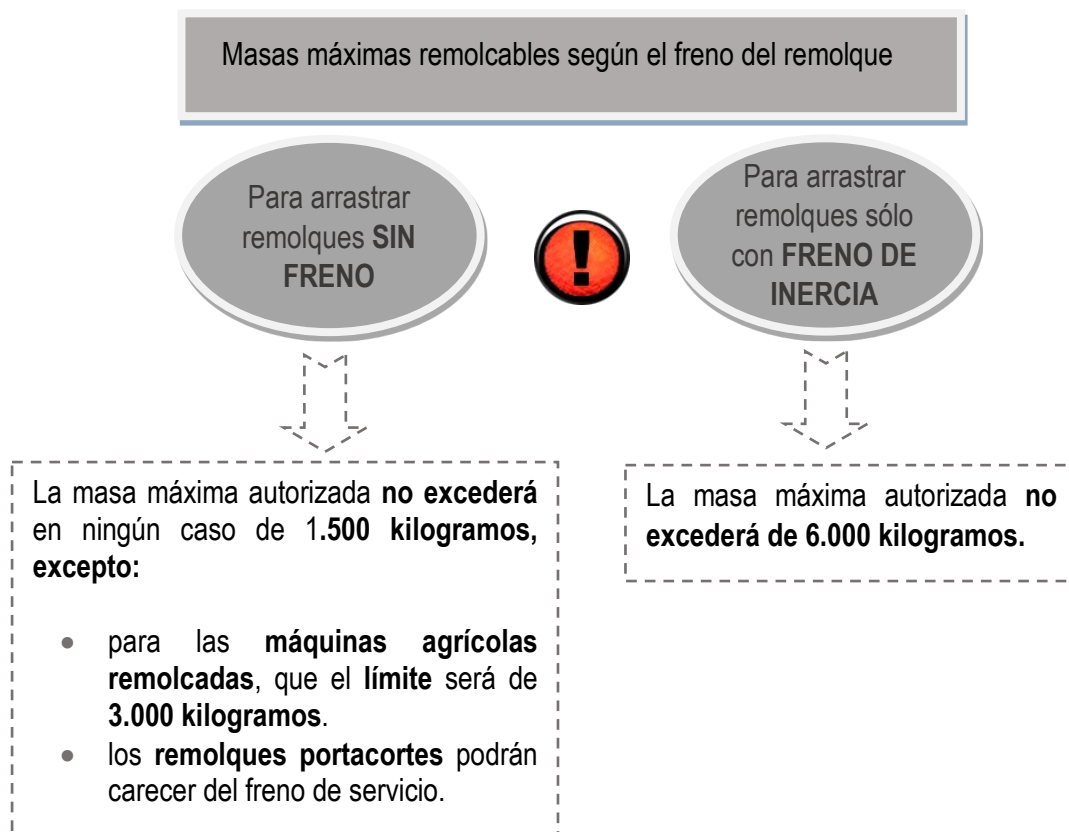 Masas máximas remolcables según el freno del remolque
Para arrastrar
remolques SIN
FRENO
!
Para arrastrar
remolques sólo
con FRENO DE
INERCIA
La masa máxima autorizada no excederá
en ningún caso de 1.500 kilogramos,
excepto:
• para las máquinas agrícolas
remolcadas, que el límite será de
3.000 kilogramos.
• los remolques portacortes podrán
carecer del freno de servicio.
La masa máxima autorizada no
excederá de 6.000 kilogramos.